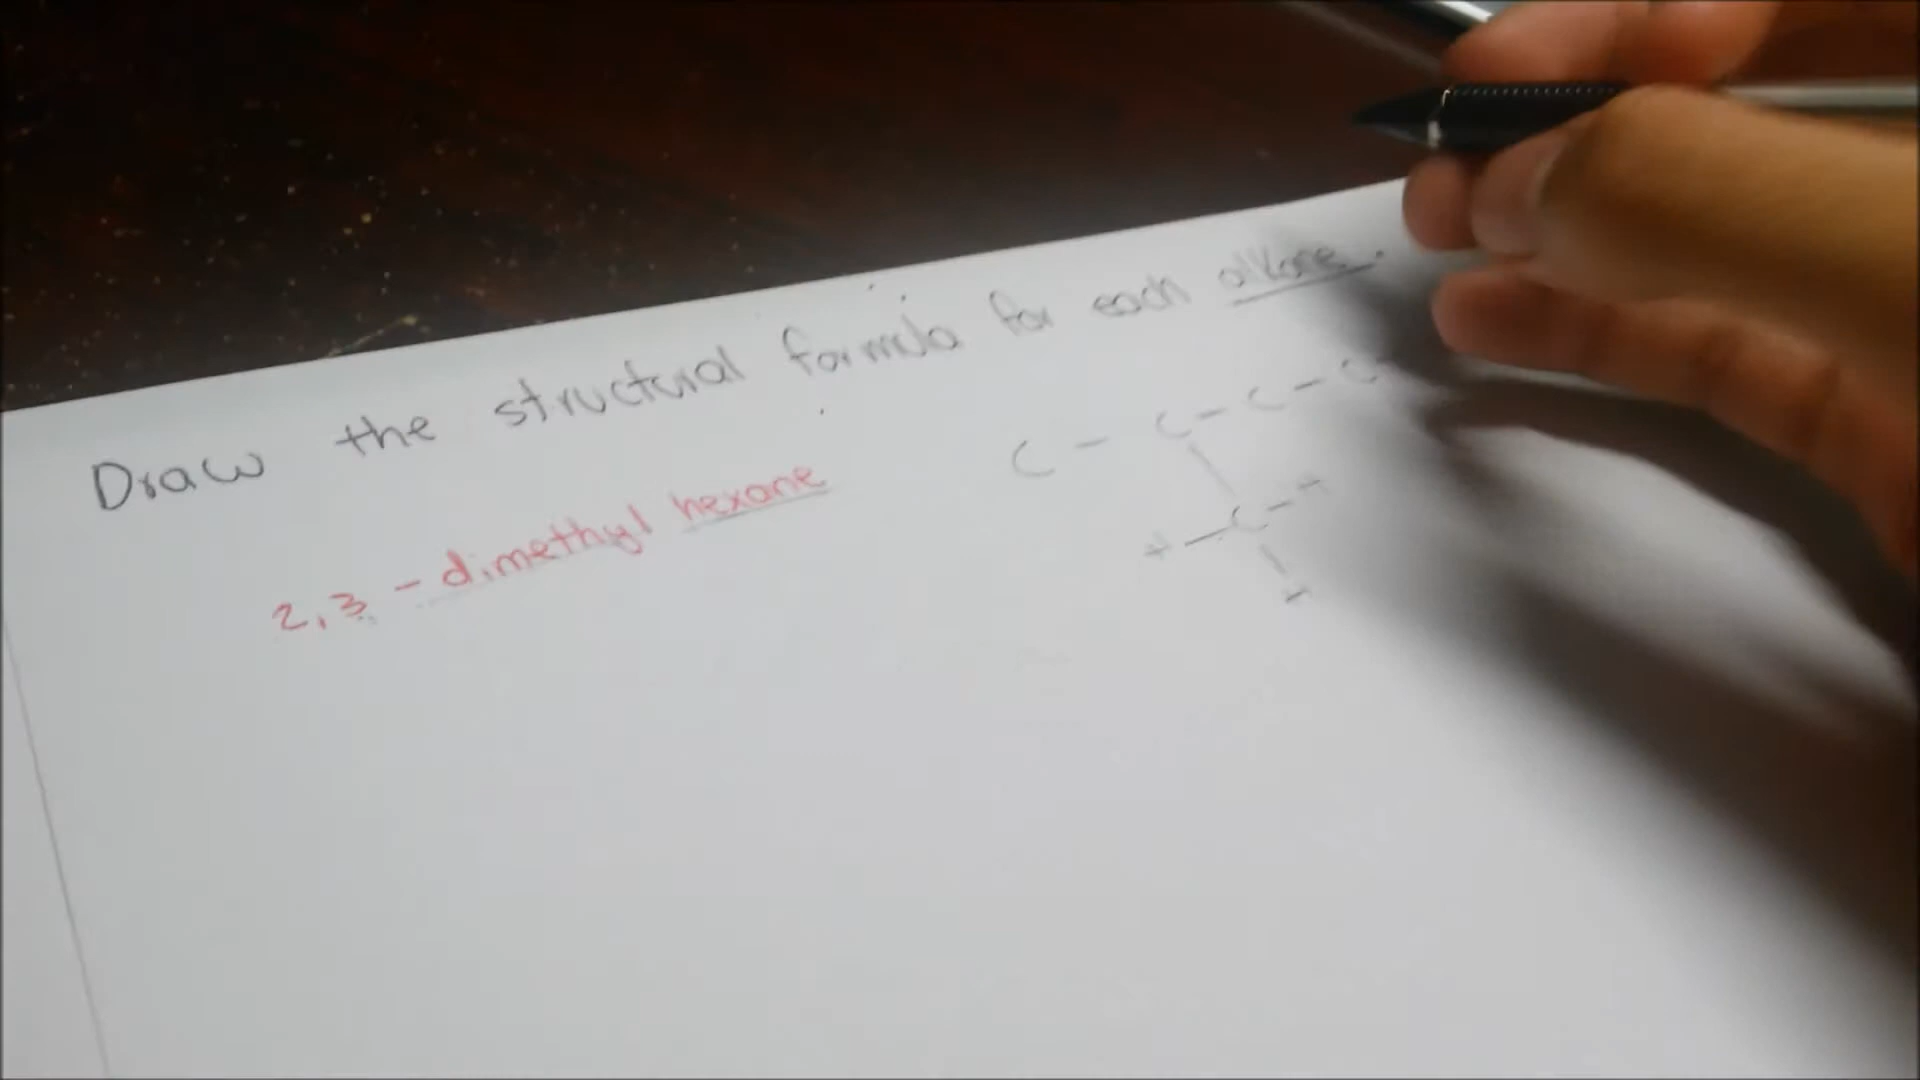 Draw the structural formula for each alkane.
2,3 - dimethyl hexane
C - C - C - C -
C